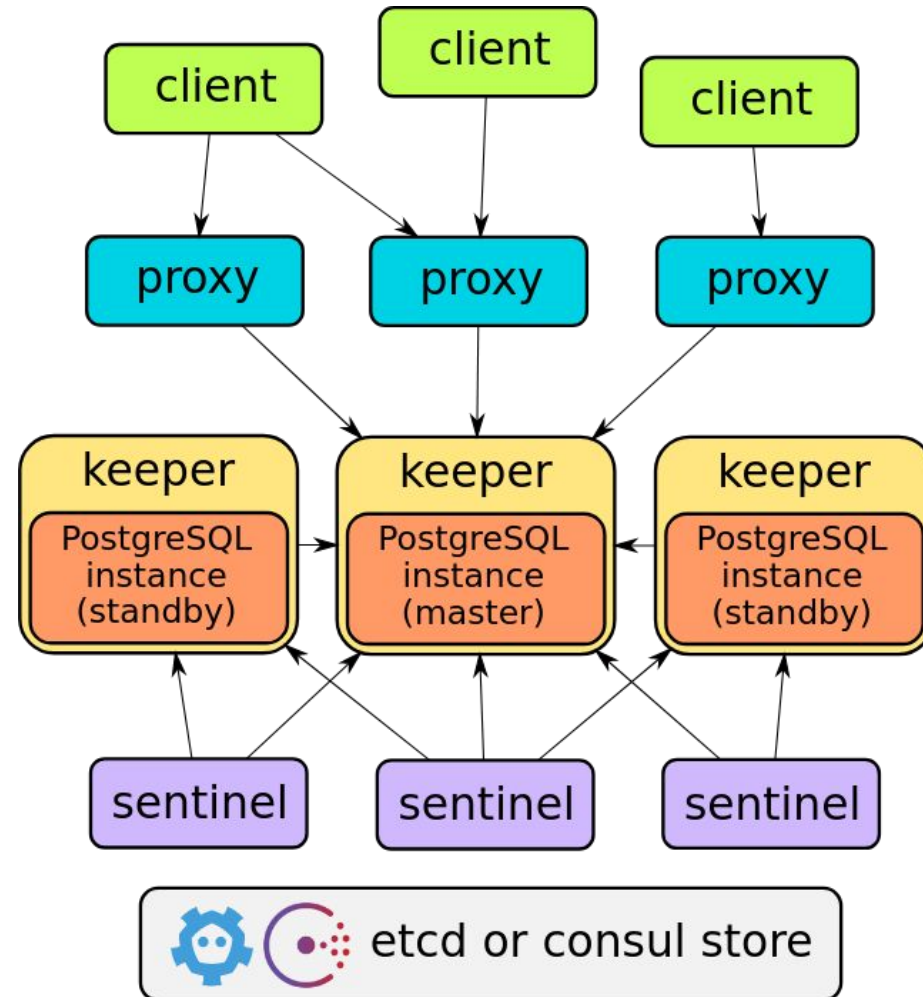 client
client
client
proxy
proxy
proxy
keeper
PostgreSQL
instance
(standby)
keeper
PostgreSQL
instance
(master)
keeper
PostgreSQL
instance
(standby)
sentinel
sentinel
sentinel
etcd or consul store